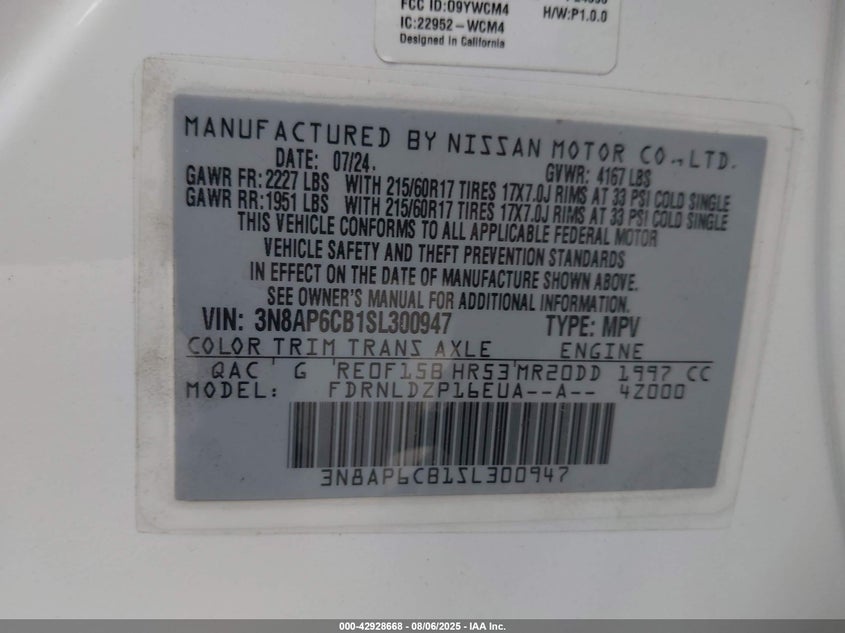 FCC ID: O9YWCM4
IC:22952-WCM4
Designed in California
H/W:P1.0.0
MANUFACTURED BY NISSAN MOTOR CO.,LTD.
DATE: 07/24. GVWR: 4167 LBS
GAWR FR: 2227 LBS WITH 215/60R17 TIRES 17X7.0J RIMS AT 33 PSI COLD SINGLE
GAWR RR: 1951 LBS WITH 215/60R17 TIRES 17X7.0J RIMS AT 33 PSI COLD SINGLE
THIS VEHICLE CONFORMS TO ALL APPLICABLE FEDERAL MOTOR
VEHICLE SAFETY AND THEFT PREVENTION STANDARDS
IN EFFECT ON THE DATE OF MANUFACTURE SHOWN ABOVE.
SEE OWNER'S MANUAL FOR ADDITIONAL INFORMATION.
VIN: 3N8AP6CB1SL300947 TYPE: MPV
COLOR TRIM TRANS AXLE ENGINE
QAC G RE0F15B HR53 MR20DD 1997 CC
MODEL: FDRNLDZP16EUA--A-- 4Z000
3N8AP6CB1SL300947
000-42928668 - 08/06/2025 - IAA Inc.